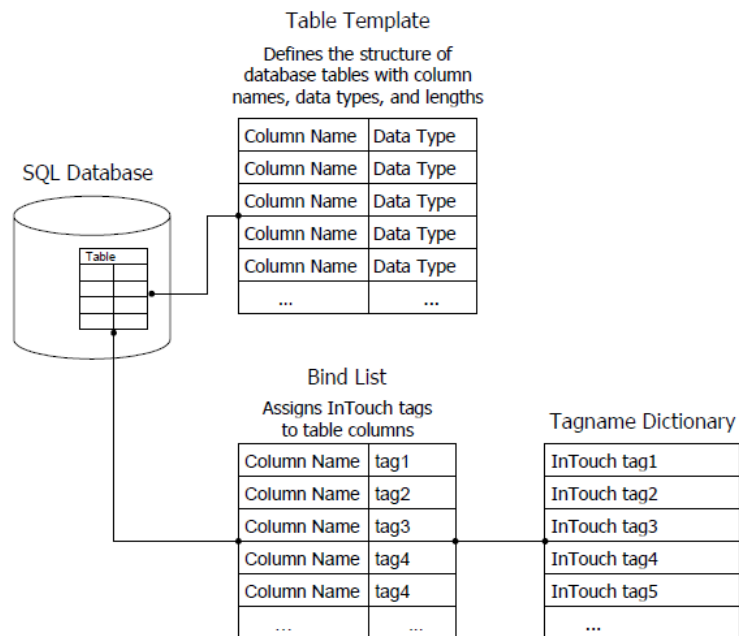 Table Template
Defines the structure of
database tables with column
names, data types, and lengths
Column Name Data Type
Column Name Data Type
Column Name Data Type
Column Name Data Type
Column Name Data Type
... ...
SQL Database
Table
Bind List
Assigns InTouch tags
to table columns
Column Name tag1
Column Name tag2
Column Name tag3
Column Name tag4
Column Name tag4
... ...
Tagname Dictionary
InTouch tag1
InTouch tag2
InTouch tag3
InTouch tag4
InTouch tag5
...